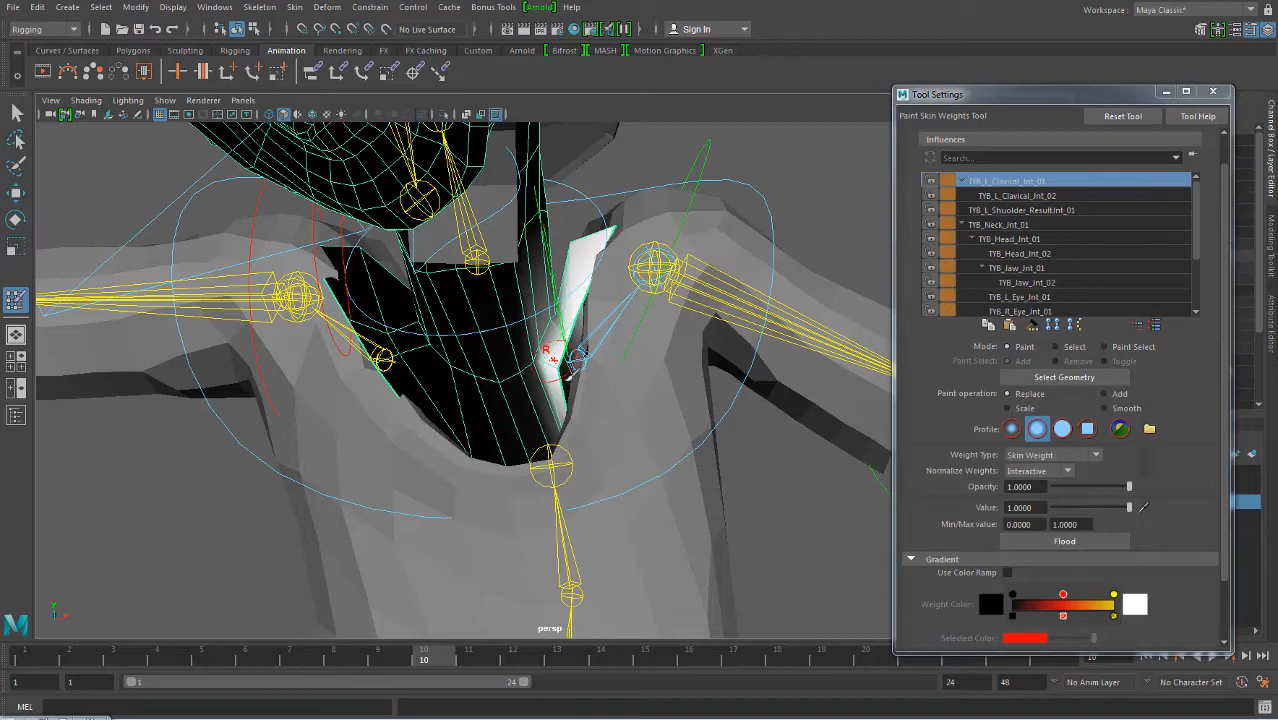 File Edit Create Select Modify Display Windows Skeleton Skin Deform Constrain Control Cache Bonus Tools Arnold Help
Workspace : Maya Classic*
Rigging
No Live Surface
Sign In
Curves / Surfaces Polygons Sculpting Rigging Animation Rendering FX FX Caching Custom Arnold Bifrost MASH Motion Graphics XGen
View Shading Lighting Show Renderer Panels
Tool Settings
Paint Skin Weights Tool
Reset Tool
Tool Help
Influences
Search...
TYB_L_Clavical_Jnt_01
TYB_L_Clavical_Jnt_02
TYB_L_Shuolder_ResultJnt_01
TYB_Neck_Jnt_01
TYB_Head_Jnt_01
TYB_Head_Jnt_02
TYB_Jaw_Jnt_01
TYB_Jaw_Jnt_02
TYB_L_Eye_Jnt_01
TYB_R_Eye_Jnt_01
Mode: Paint Select Paint Select
Paint Select: Add Remove Toggle
Select Geometry
Paint operation: Replace Add
Scale Smooth
Profile:
Weight Type: Skin Weight
Normalize Weights: Interactive
Opacity: 1.0000
Value: 1.0000
Min/Max value: 0.0000 1.0000
Flood
Gradient
Use Color Ramp
Weight Color:
Selected Color:
Channel Box / Layer Editor
Modeling Toolkit
Attribute Editor
R
persp
y
1 2 3 4 5 6 7 8 9 10 11 12 13 14 15 16 17 18 19 20
10
10
1 1 1 24 24 48 No Anim Layer No Character Set
MEL